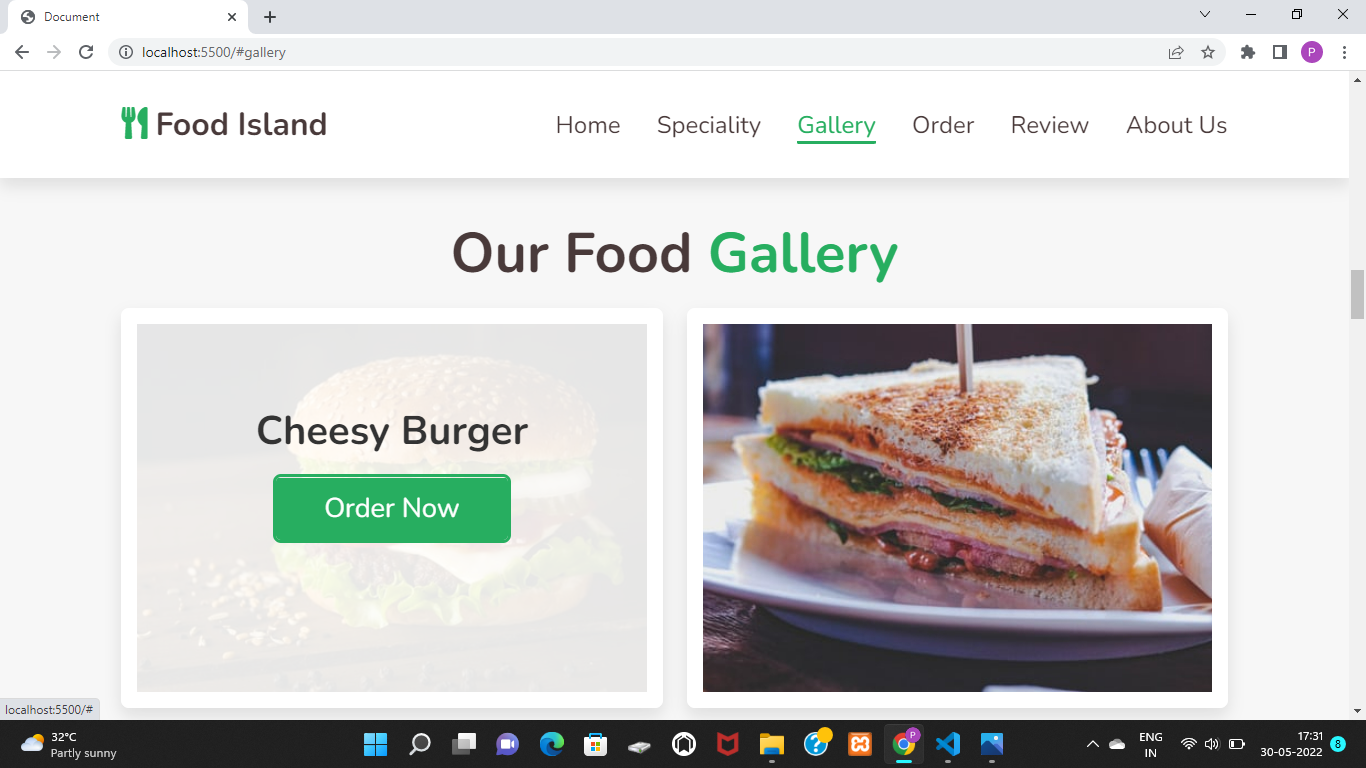 Document
localhost:5500/#gallery
P
Food Island
Home Speciality Gallery Order Review About Us
Our Food Gallery
Cheesy Burger
Order Now
localhost:5500/#
32°C
Partly sunny
P
ENG
IN
17:31
30-05-2022
8